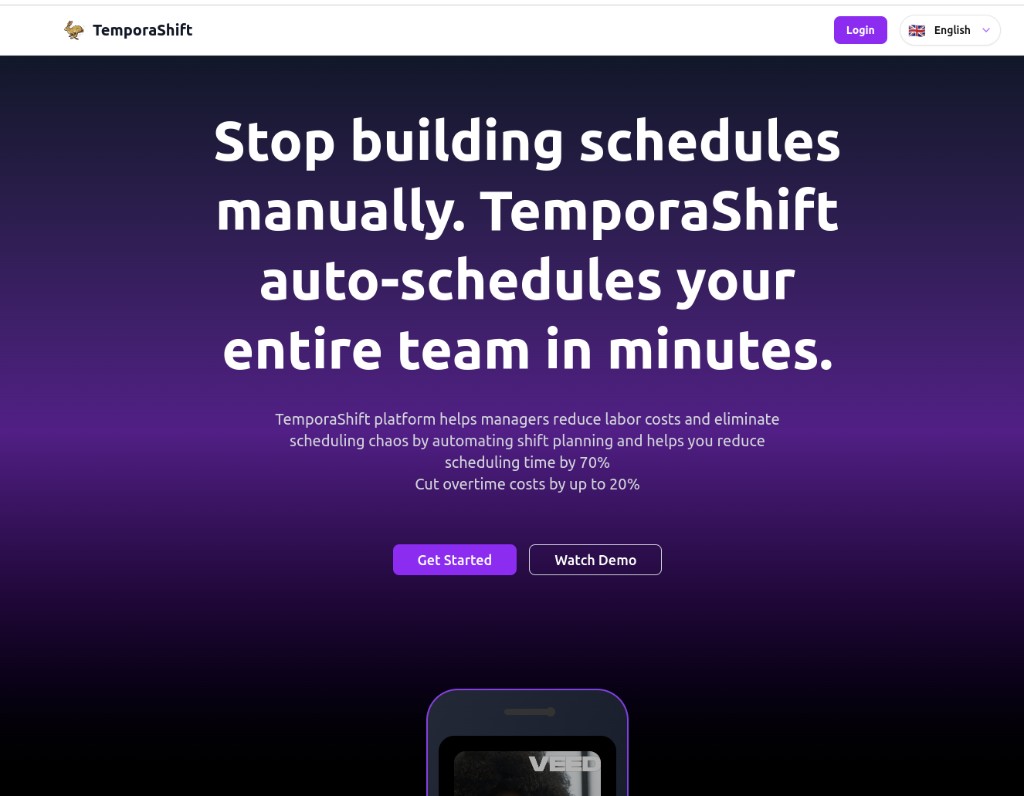 TemporaShift
Login
English
Stop building schedules
manually. TemporaShift
auto-schedules your
entire team in minutes.
TemporaShift platform helps managers reduce labor costs and eliminate
scheduling chaos by automating shift planning and helps you reduce
scheduling time by 70%
Cut overtime costs by up to 20%
Get Started
Watch Demo
VEED